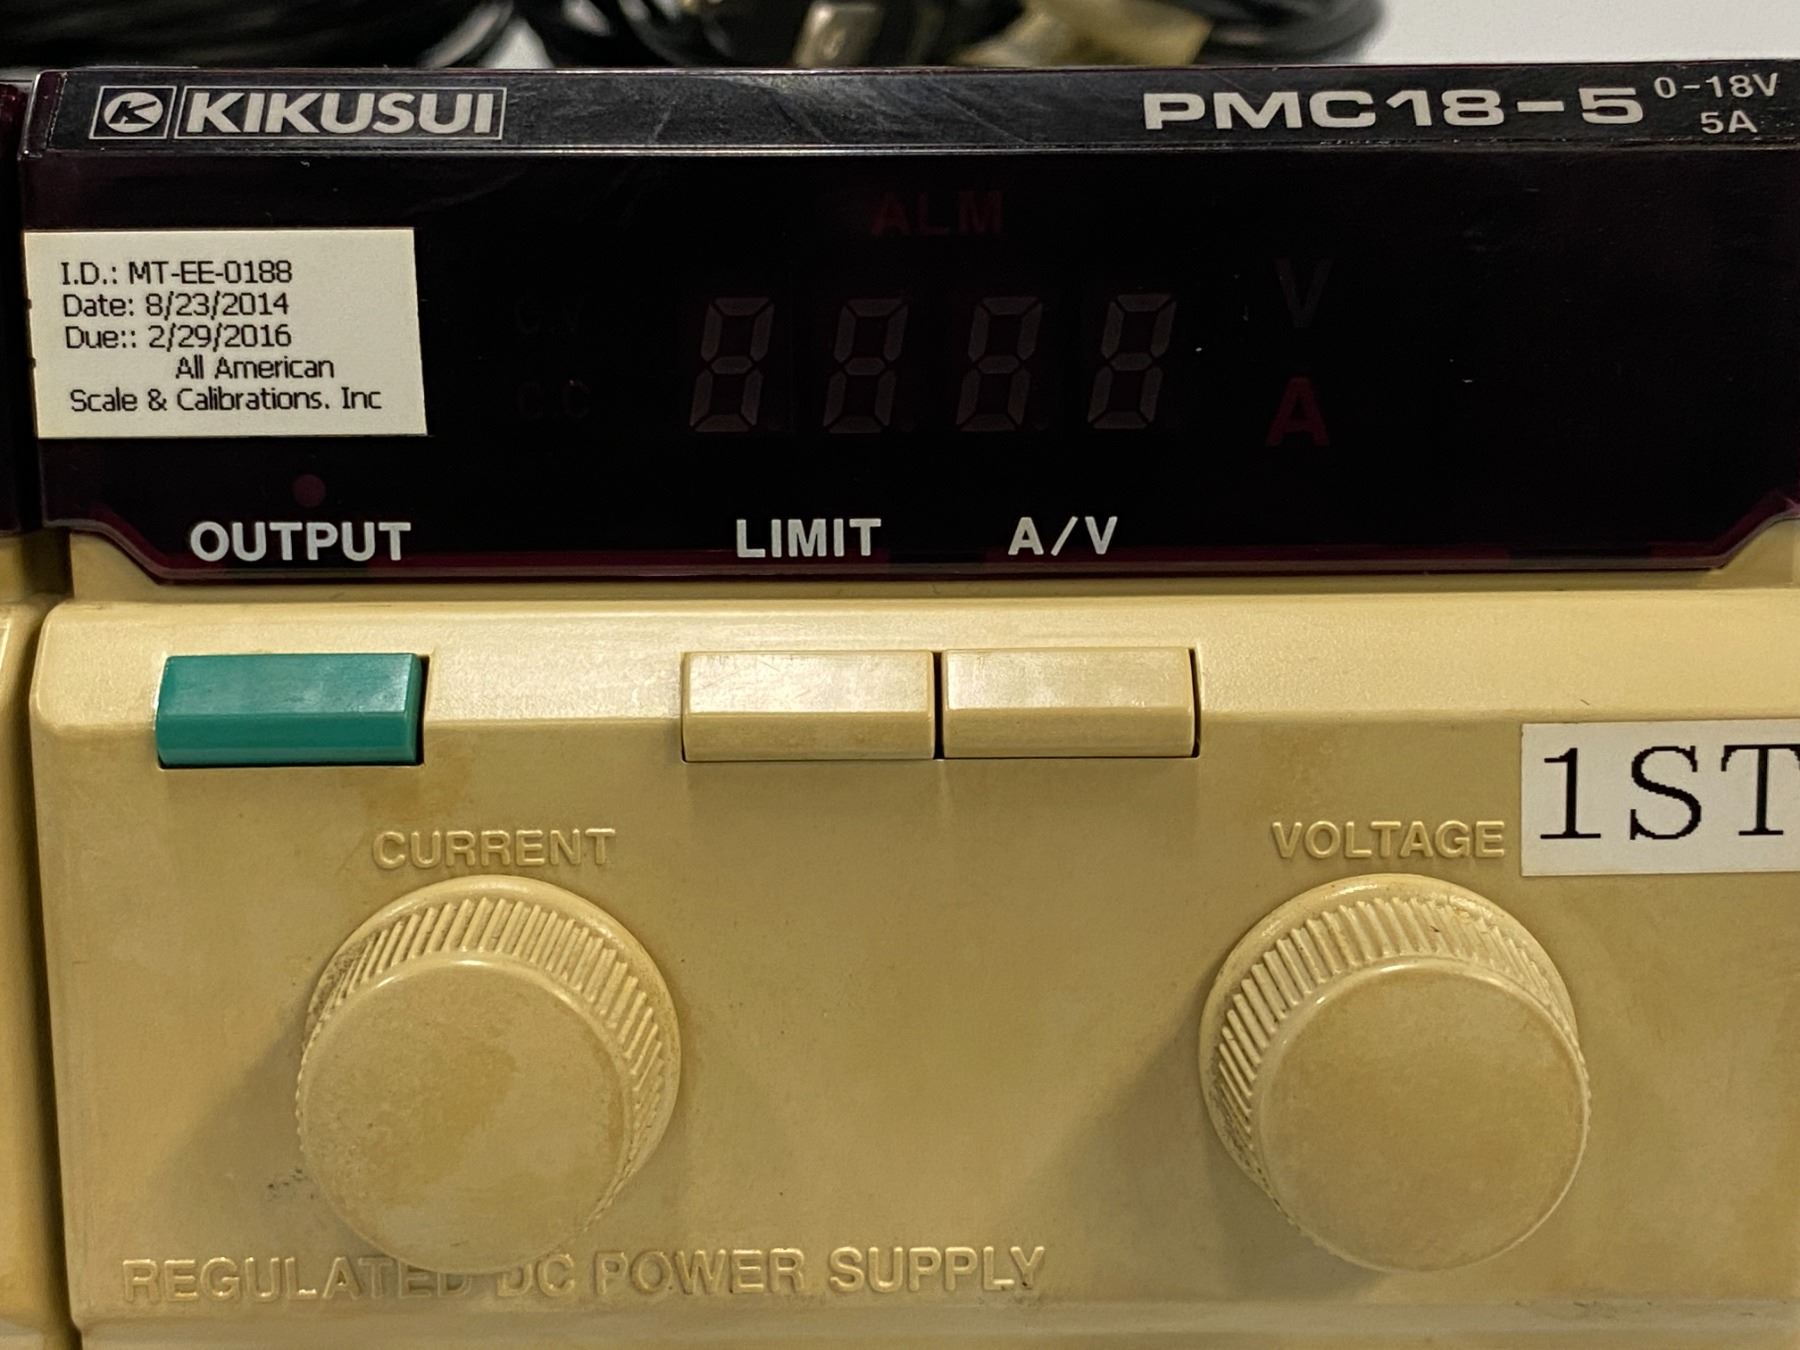 KIKUSUI
PMC18-5
0-18V
5A
ALM
I.D.: MT-EE-0188
Date: 8/23/2014
Due:: 2/29/2016
All American
Scale & Calibrations. Inc
C.V
C.C
V
A
OUTPUT
LIMIT
A/V
1ST
CURRENT
VOLTAGE
REGULATED DC POWER SUPPLY